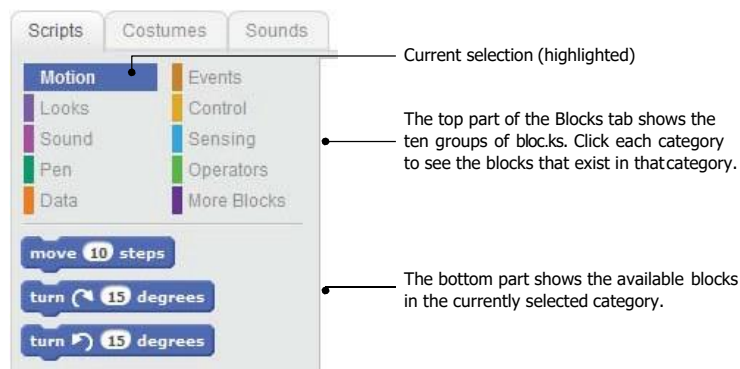 Scripts Costumes Sounds
Motion Events
Looks Control
Sound Sensing
Pen Operators
Data More Blocks
move 10 steps
turn 15 degrees
turn 15 degrees
Current selection (highlighted)
The top part of the Blocks tab shows the
ten groups of bloc.ks. Click each category
to see the blocks that exist in thatcategory.
The bottom part shows the available blocks
in the currently selected category.